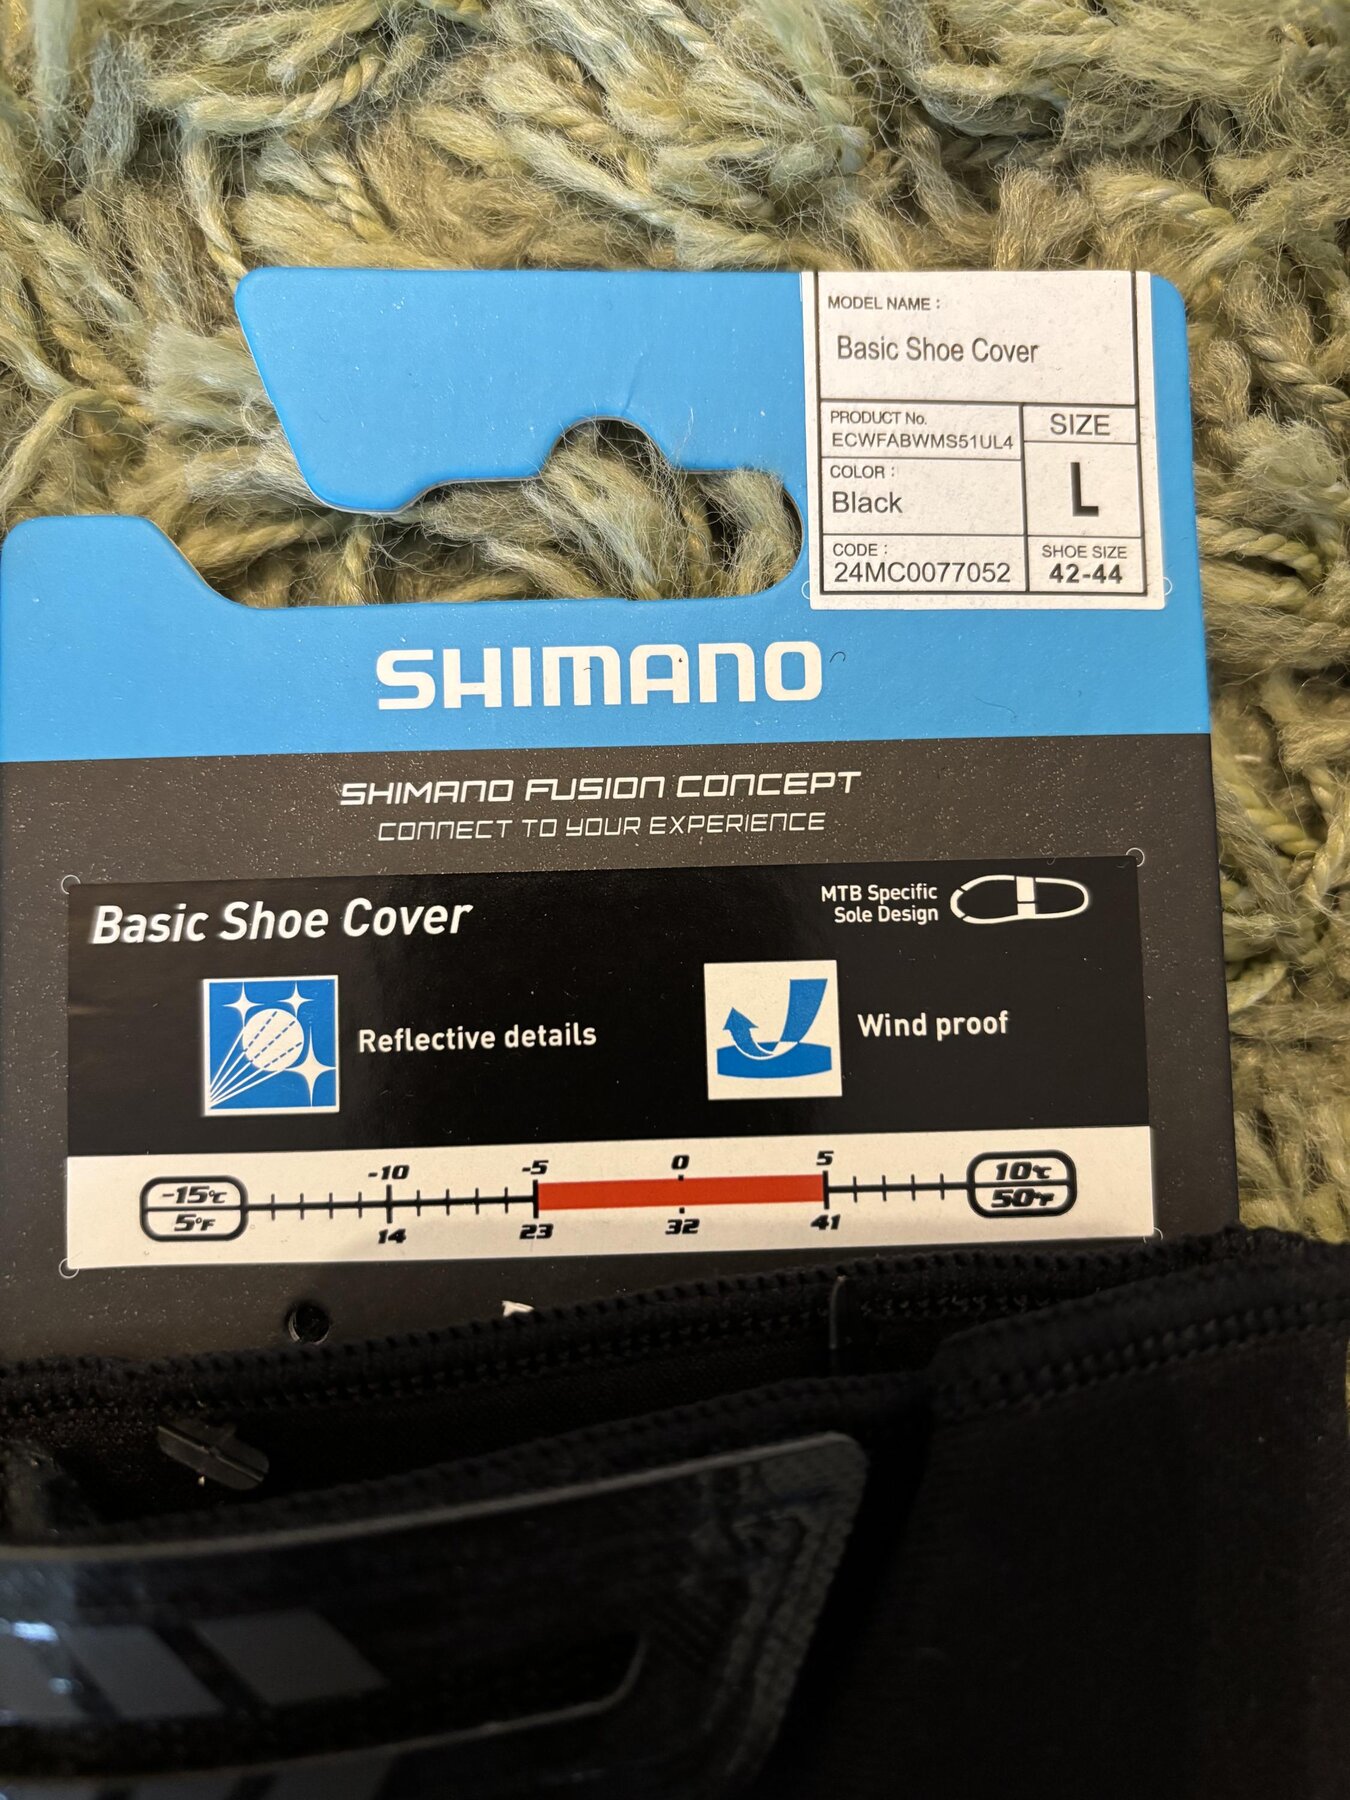 MODEL NAME :
Basic Shoe Cover
PRODUCT No.
ECWFABWMS51UL4
COLOR :
Black
CODE :
24MC0077052
SIZE
L
SHOE SIZE
42-44
SHIMANO
SHIMANO FUSION CONCEPT
CONNECT TO YOUR EXPERIENCE
Basic Shoe Cover
MTB Specific
Sole Design
Reflective details
Wind proof
-15℃ -10 -5 0 5 10℃
5°F 14 23 32 41 50°F